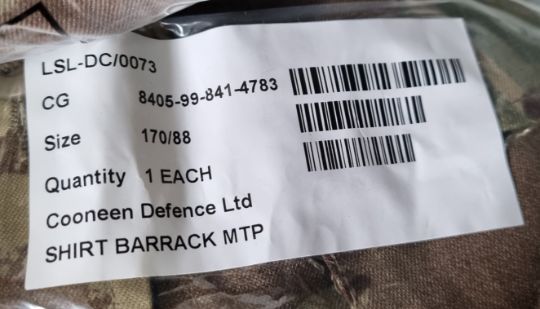 LSL-DC/0073
CG 8405-99-841-4783
Size 170/88
Quantity 1 EACH
Cooneen Defence Ltd
SHIRT BARRACK MTP